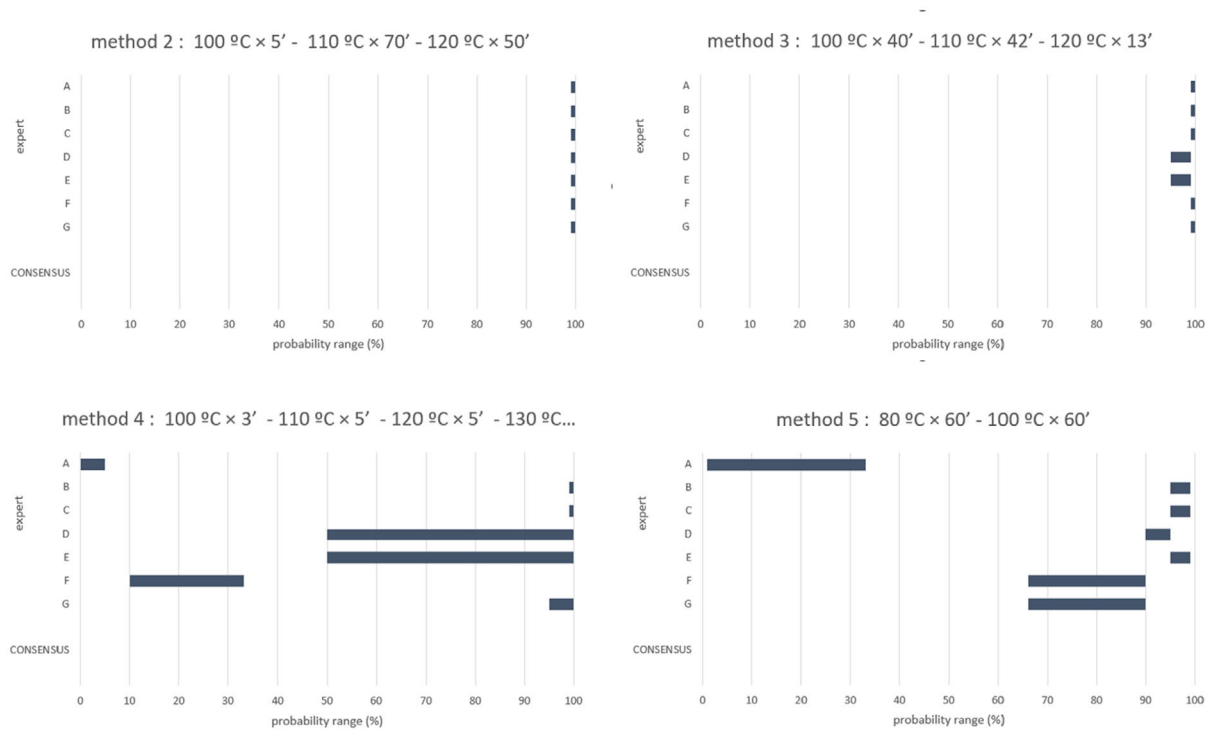 method 2 : 100 ºC × 5’ - 110 ºC × 70’ - 120 ºC × 50’
expert
A
B
C
D
E
F
G
CONSENSUS
0 10 20 30 40 50 60 70 80 90 100
probability range (%)
method 3 : 100 ºC × 40’ - 110 ºC × 42’ - 120 ºC × 13’
expert
A
B
C
D
E
F
G
CONSENSUS
0 10 20 30 40 50 60 70 80 90 100
probability range (%)
method 4 : 100 ºC × 3’ - 110 ºC × 5’ - 120 ºC × 5’ - 130 ºC...
expert
A
B
C
D
E
F
G
CONSENSUS
0 10 20 30 40 50 60 70 80 90 100
probability range (%)
method 5 : 80 ºC × 60’ - 100 ºC × 60’
expert
A
B
C
D
E
F
G
CONSENSUS
0 10 20 30 40 50 60 70 80 90 100
probability range (%)